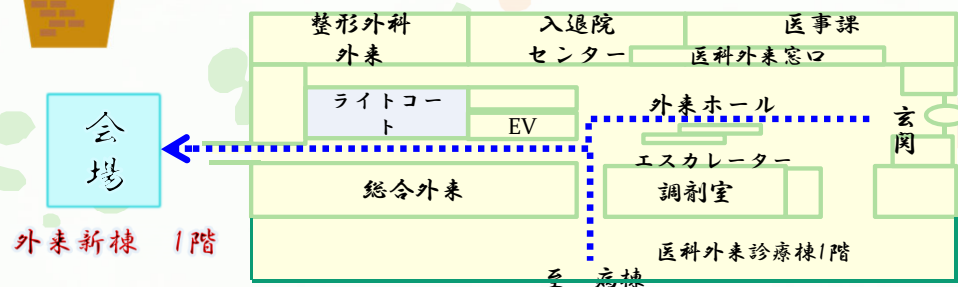 整形外科
外来
入退院
センター
医事課
医科外来窓口
ライトコー
ト
EV
外来ホール
玄
関
エスカレーター
会
場
総合外来
調剤室
外来新棟 1階
医科外来診療棟1階
至 病棟